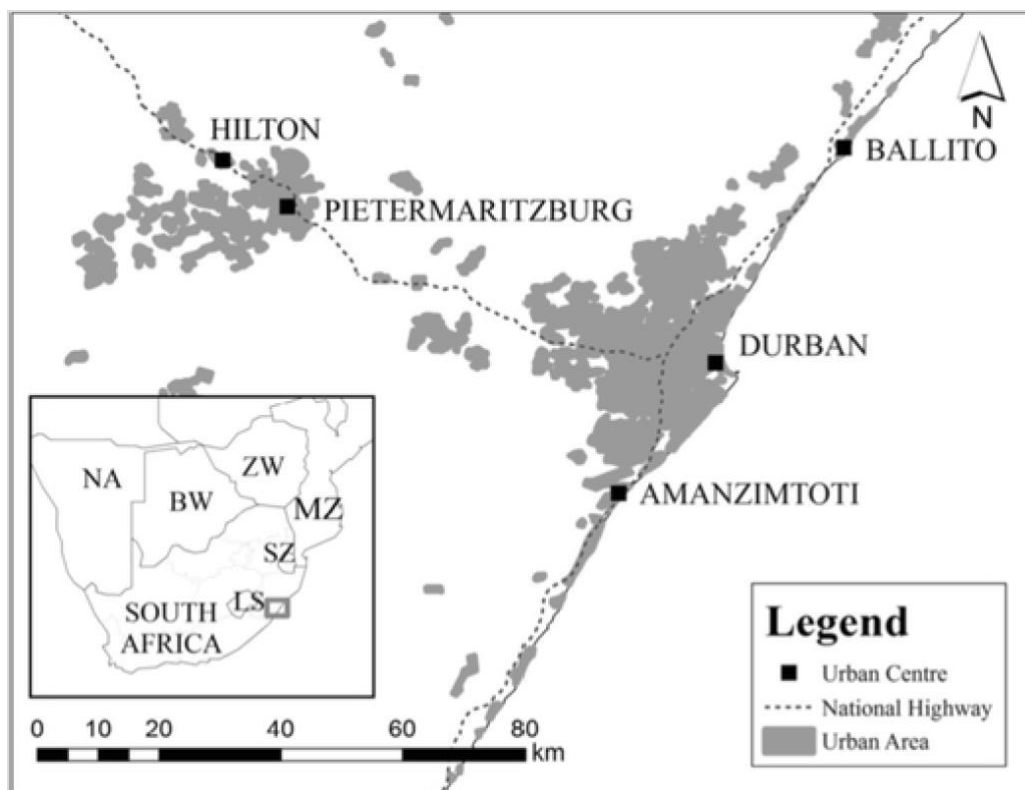 HILTON
PIETERMARITZBURG
N
BALLITO
DURBAN
AMANZIMTOTI
NA
ZW
BW
MZ
SZ
LS
SOUTH
AFRICA
0 10 20 40 60 80
km
Legend
Urban Centre
National Highway
Urban Area